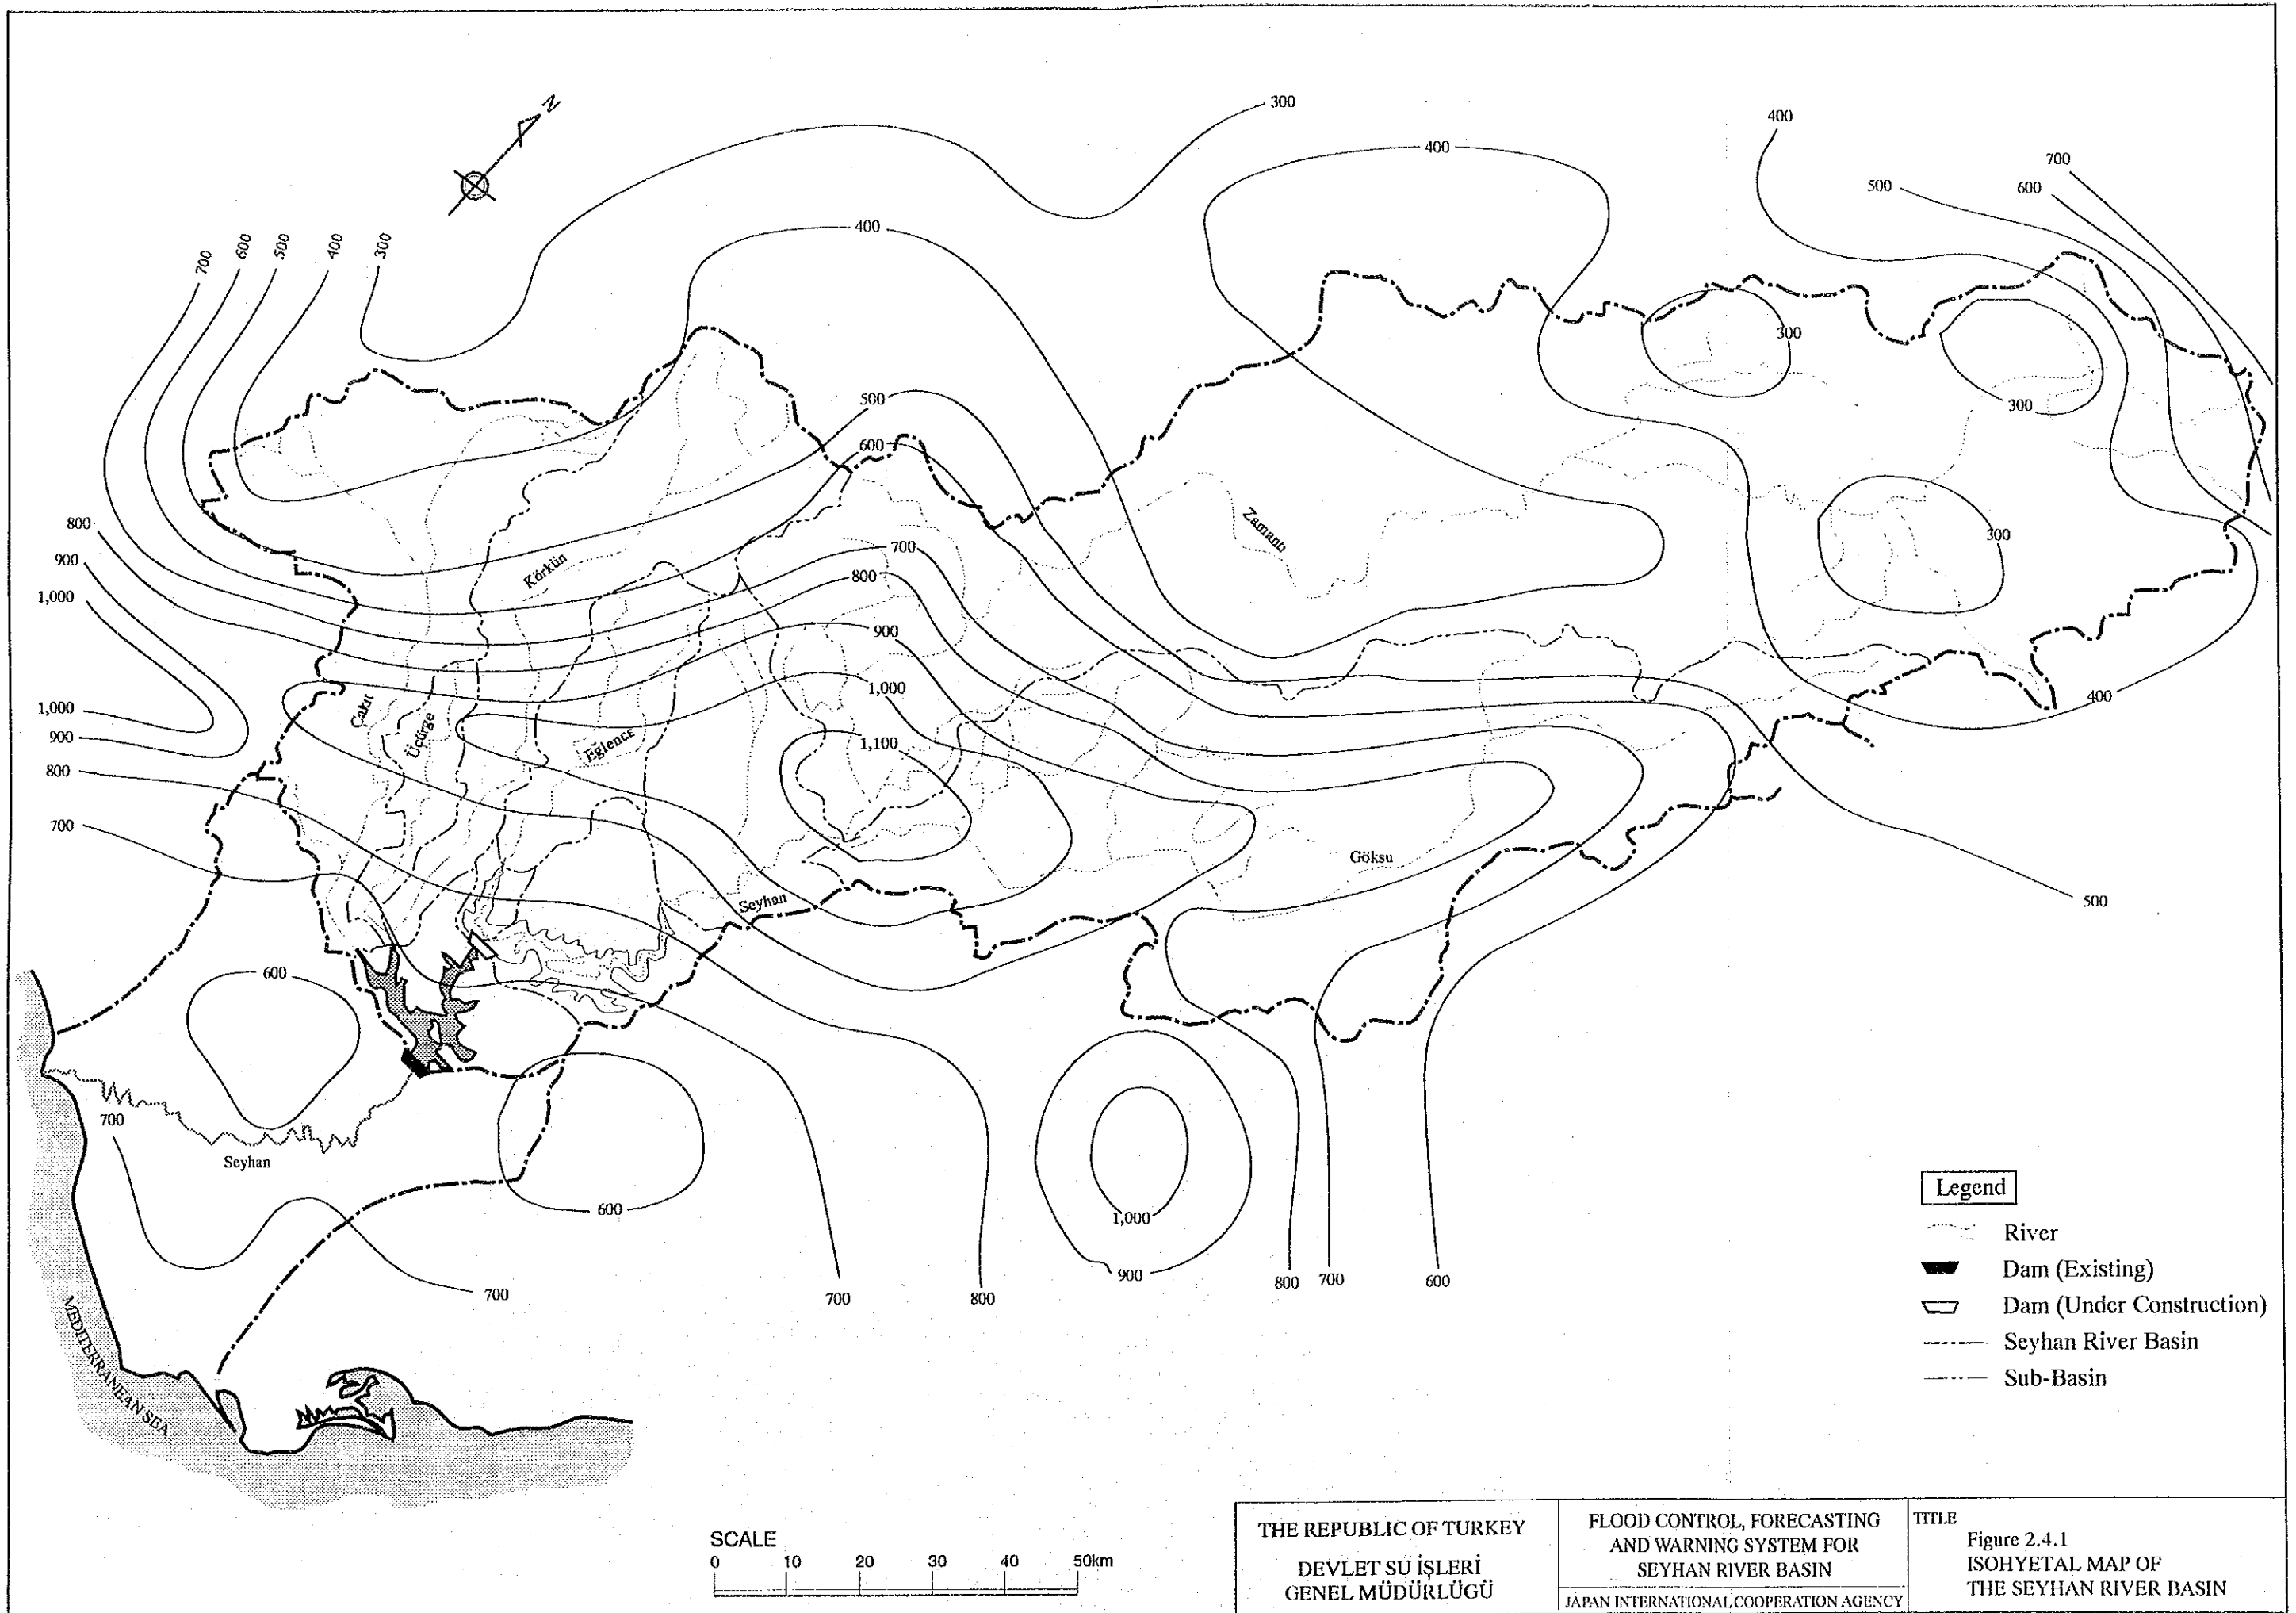 N
300
400
400
700
500
600
400
700
600
500
400
300
300
300
500
600
800
900
1,000
Körkün
700
800
Zamantı
300
900
1,000
1,000
900
Çakıt
Üçürge
Eğlence
1,100
400
800
700
Göksu
Seyhan
500
600
700
Seyhan
600
1,000
900
700
700
800
800
700
600
MEDITERRANEAN SEA
Legend
River
Dam (Existing)
Dam (Under Construction)
Seyhan River Basin
Sub-Basin
SCALE
0 10 20 30 40 50km
THE REPUBLIC OF TURKEY
DEVLET SU İŞLERİ
GENEL MÜDÜRLÜĞÜ
FLOOD CONTROL, FORECASTING
AND WARNING SYSTEM FOR
SEYHAN RIVER BASIN
JAPAN INTERNATIONAL COOPERATION AGENCY
TITLE
Figure 2.4.1
ISOHYETAL MAP OF
THE SEYHAN RIVER BASIN